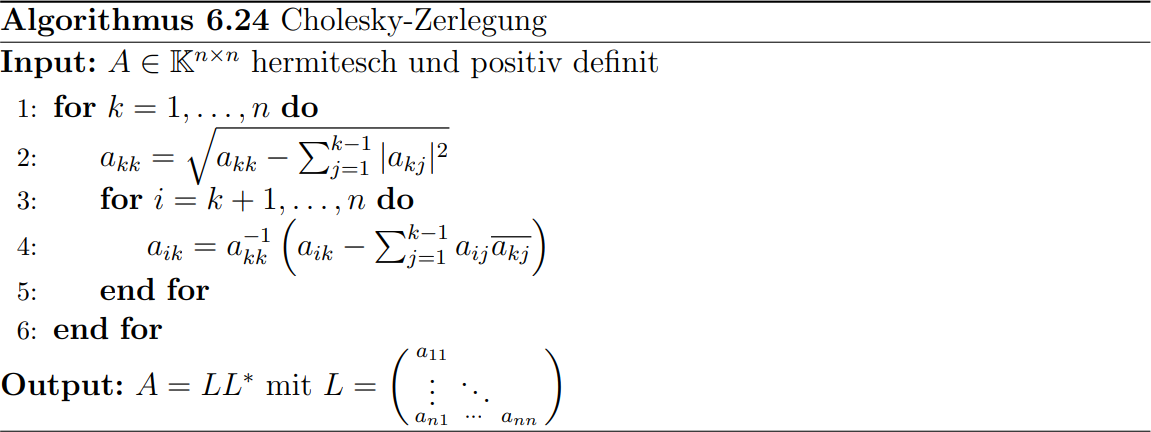 Algorithmus 6.24 Cholesky-Zerlegung
Input: $A \in \mathbb{K}^{n \times n}$ hermitesch und positiv definit
1: for $k = 1, \ldots, n$ do
2: $a_{kk} = \sqrt{a_{kk} - \sum_{j=1}^{k-1} |a_{kj}|^2}$
3: for $i = k + 1, \ldots, n$ do
4: $a_{ik} = a_{kk}^{-1} \left( a_{ik} - \sum_{j=1}^{k-1} a_{ij} \overline{a_{kj}} \right)$
5: end for
6: end for
Output: $A = LL^*$ mit $L = \begin{pmatrix} a_{11} & & \\ \vdots & \ddots & \\ a_{n1} & \cdots & a_{nn} \end{pmatrix}$